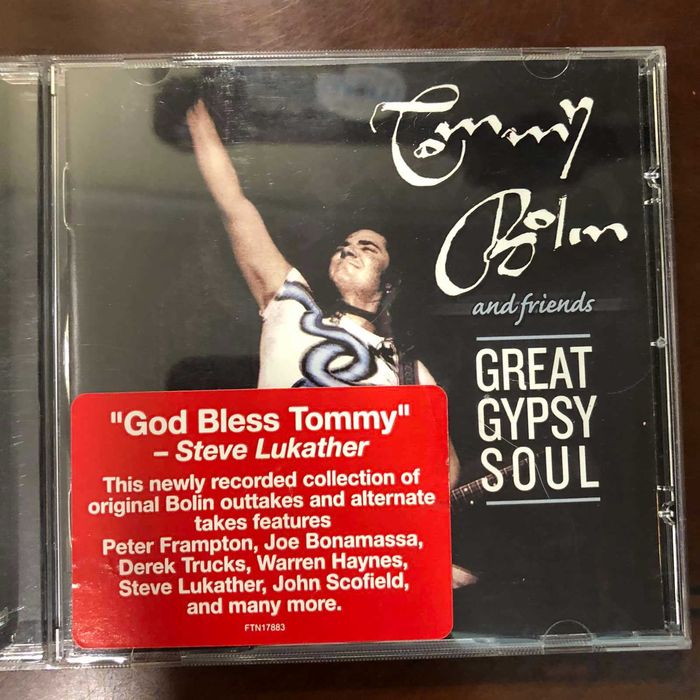 Tommy
Bolin
and friends
GREAT
GYPSY
SOUL
"God Bless Tommy"
– Steve Lukather
This newly recorded collection of
original Bolin outtakes and alternate
takes features
Peter Frampton, Joe Bonamassa,
Derek Trucks, Warren Haynes,
Steve Lukather, John Scofield,
and many more.
FTN17883